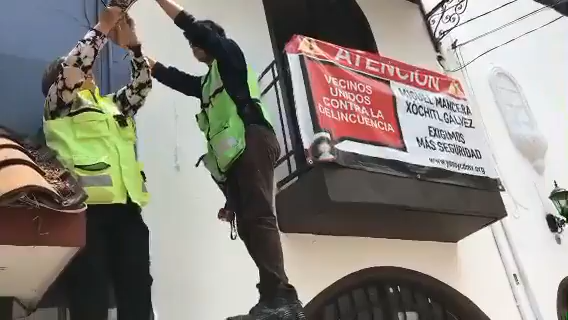 ATENCIÓN
VECINOS
UNIDOS
CONTRA LA
DELINCUENCIA
MIGUEL MANCERA
XÓCHITL GÁLVEZ
EXIGIMOS
MÁS SEGURIDAD